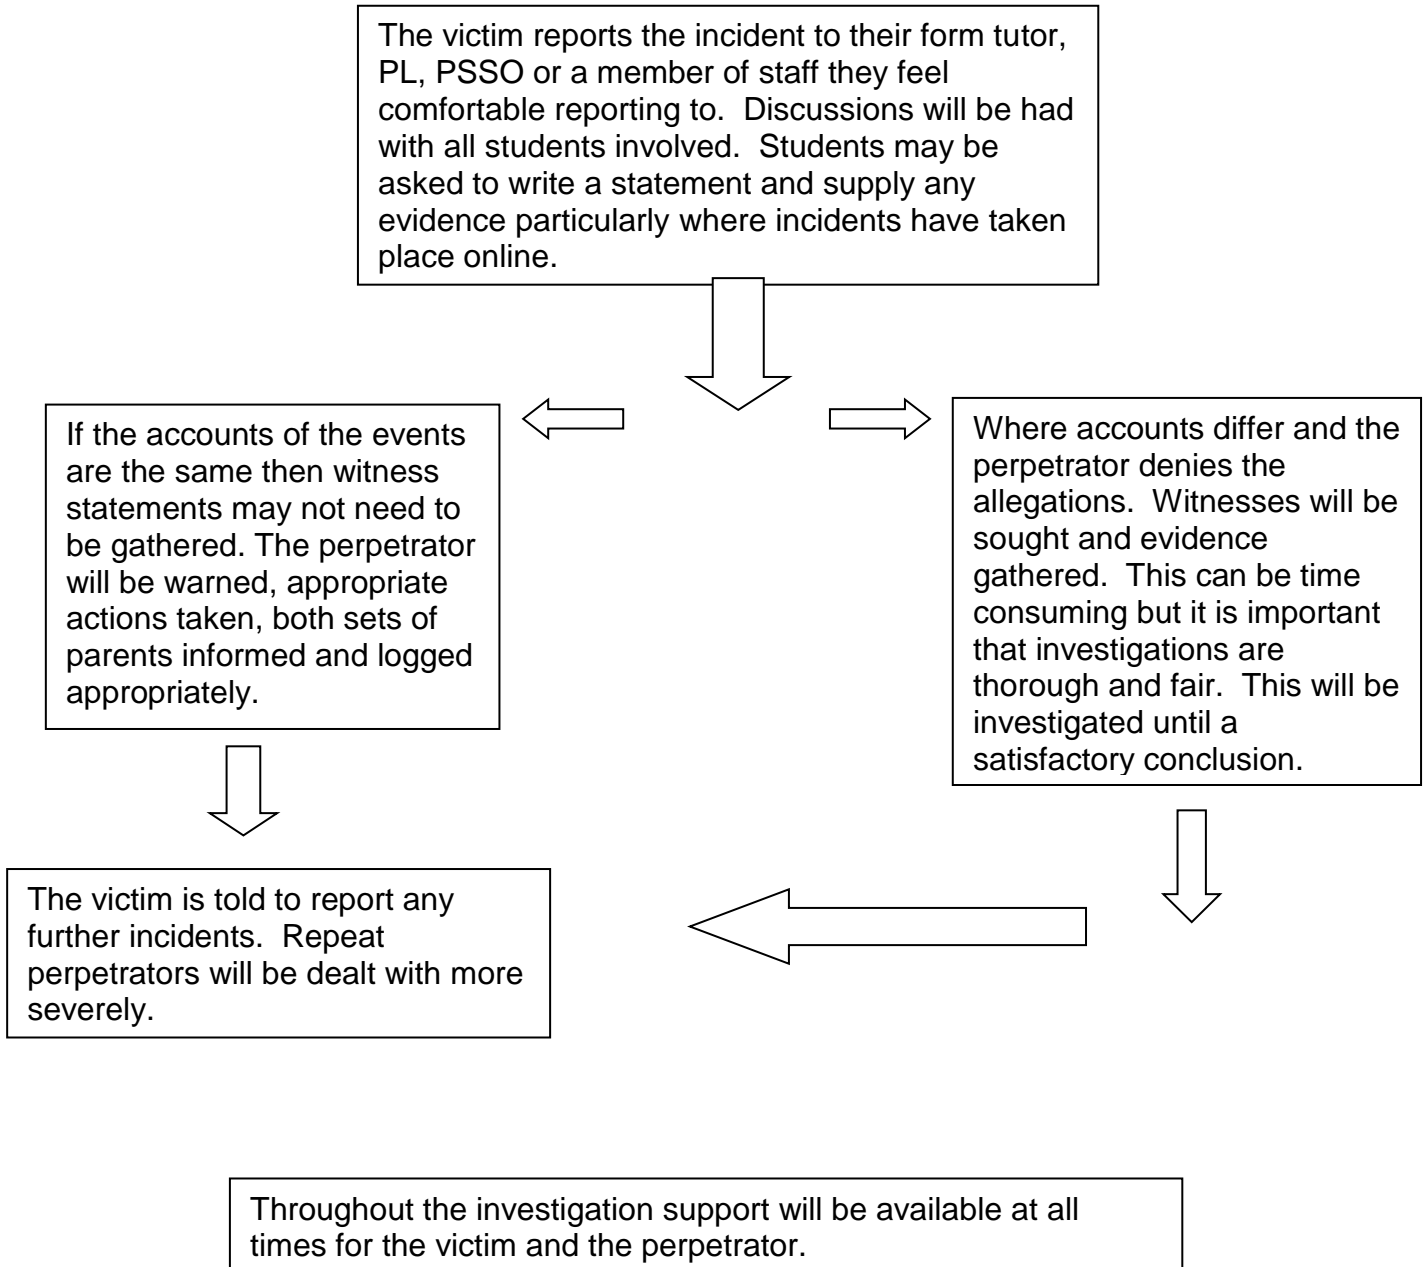 The victim reports the incident to their form tutor,
PL, PSSO or a member of staff they feel
comfortable reporting to.  Discussions will be had
with all students involved.  Students may be
asked to write a statement and supply any
evidence particularly where incidents have taken
place online.
If the accounts of the events
are the same then witness
statements may not need to
be gathered. The perpetrator
will be warned, appropriate
actions taken, both sets of
parents informed and logged
appropriately.
Where accounts differ and the
perpetrator denies the
allegations.  Witnesses will be
sought and evidence
gathered.  This can be time
consuming but it is important
that investigations are
thorough and fair.  This will be
investigated until a
satisfactory conclusion.
The victim is told to report any
further incidents.  Repeat
perpetrators will be dealt with more
severely.
Throughout the investigation support will be available at all
times for the victim and the perpetrator.